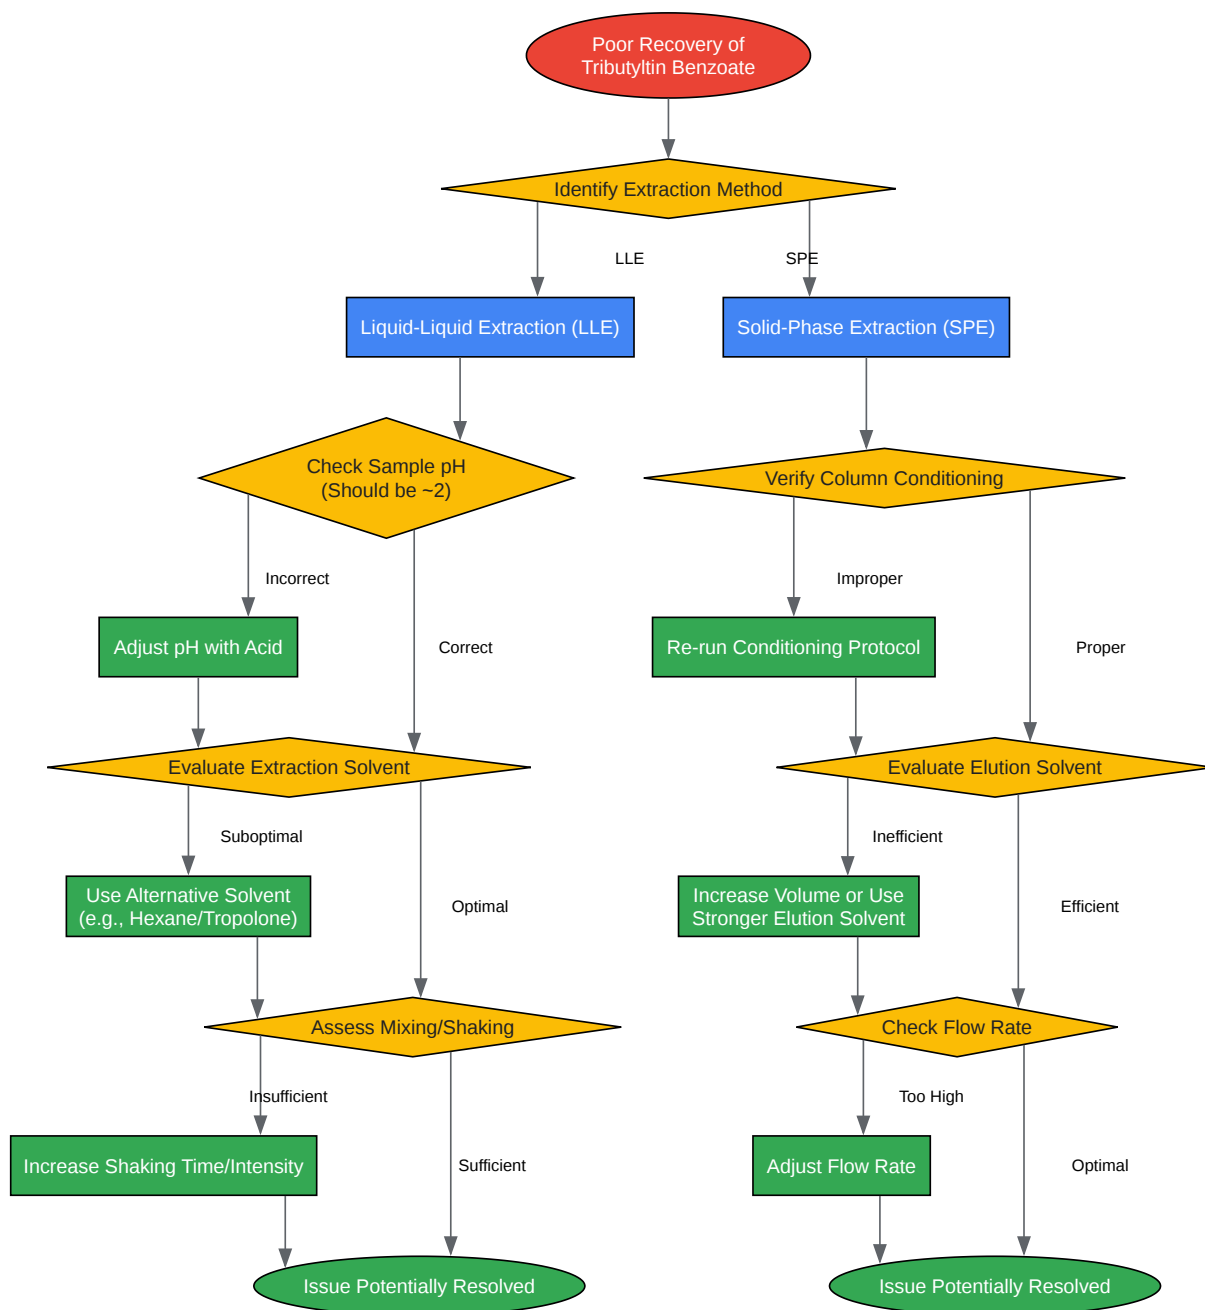 Poor Recovery of
Tributyltin Benzoate
Identify Extraction Method
LLE
SPE
Liquid-Liquid Extraction (LLE)
Solid-Phase Extraction (SPE)
Check Sample pH
(Should be ~2)
Verify Column Conditioning
Incorrect
Improper
Adjust pH with Acid
Correct
Re-run Conditioning Protocol
Proper
Evaluate Extraction Solvent
Evaluate Elution Solvent
Suboptimal
Inefficient
Use Alternative Solvent
(e.g., Hexane/Tropolone)
Optimal
Increase Volume or Use
Stronger Elution Solvent
Efficient
Assess Mixing/Shaking
Check Flow Rate
Insufficient
Too High
Increase Shaking Time/Intensity
Sufficient
Adjust Flow Rate
Optimal
Issue Potentially Resolved
Issue Potentially Resolved